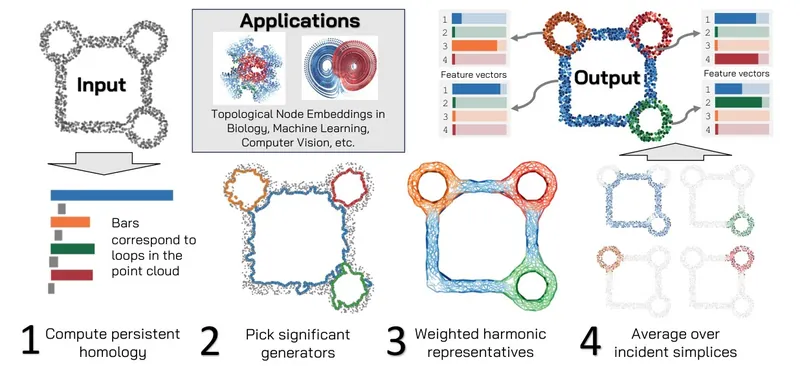 Input
Applications
Topological Node Embeddings in
Biology, Machine Learning,
Computer Vision, etc.
1
2
3
4
Feature vectors
1
2
3
4
Output
1
2
3
4
Feature vectors
1
2
3
4
Bars
correspond to
loops in the
point cloud
1 Compute persistent
homology
2 Pick significant
generators
3 Weighted harmonic
representatives
4 Average over
incident simplices